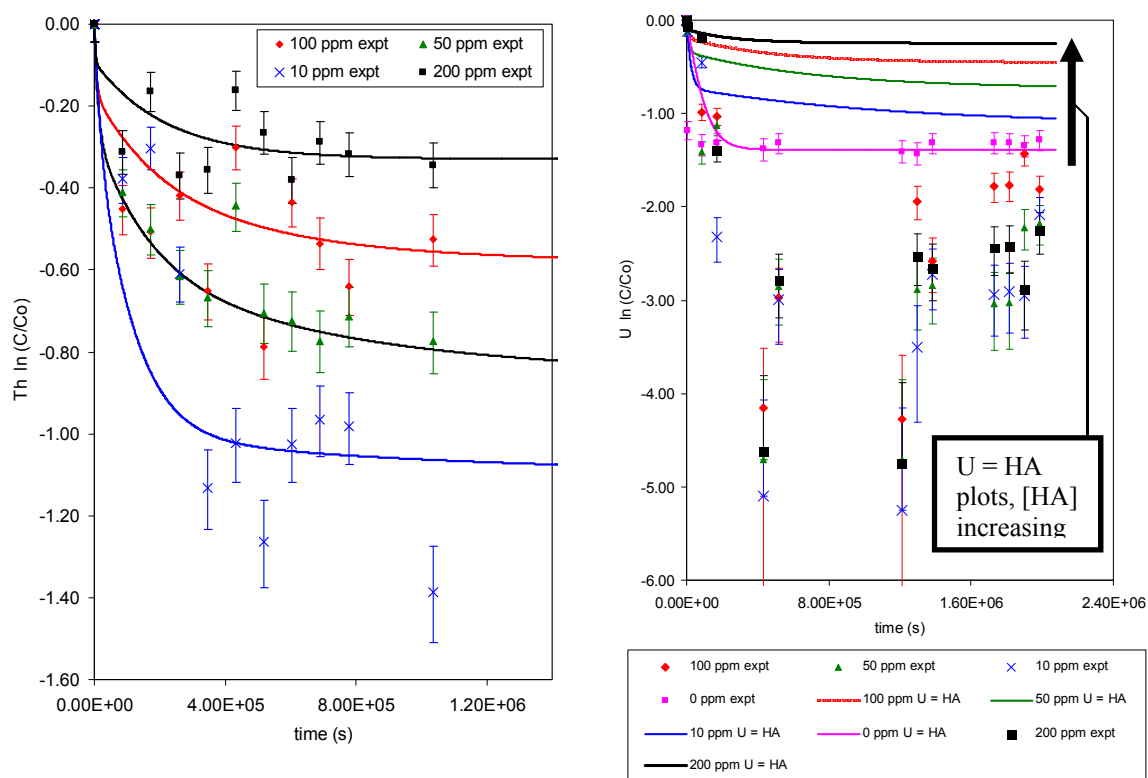 0.00
-0.20
-0.40
-0.60
-0.80
-1.00
-1.20
-1.40
-1.60
Th ln (C/Co)
100 ppm expt
50 ppm expt
10 ppm expt
200 ppm expt
0.00E+00
4.00E+05
8.00E+05
1.20E+06
time (s)
0.00
-1.00
-2.00
-3.00
-4.00
-5.00
-6.00
U ln (C/Co)
U = HA
plots, [HA]
increasing
0.00E+00
8.00E+05
1.60E+06
2.40E+06
time (s)
100 ppm expt
50 ppm expt
10 ppm expt
0 ppm expt
100 ppm U = HA
50 ppm U = HA
10 ppm U = HA
0 ppm U = HA
200 ppm expt
200 ppm U = HA